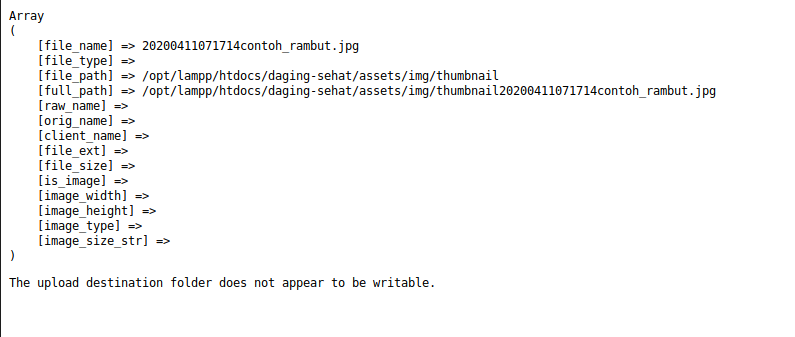 Array
(
    [file_name] => 20200411071714contoh_rambut.jpg
    [file_type] =>
    [file_path] => /opt/lampp/htdocs/daging-sehat/assets/img/thumbnail
    [full_path] => /opt/lampp/htdocs/daging-sehat/assets/img/thumbnail20200411071714contoh_rambut.jpg
    [raw_name] =>
    [orig_name] =>
    [client_name] =>
    [file_ext] =>
    [file_size] =>
    [is_image] =>
    [image_width] =>
    [image_height] =>
    [image_type] =>
    [image_size_str] =>
)
The upload destination folder does not appear to be writable.